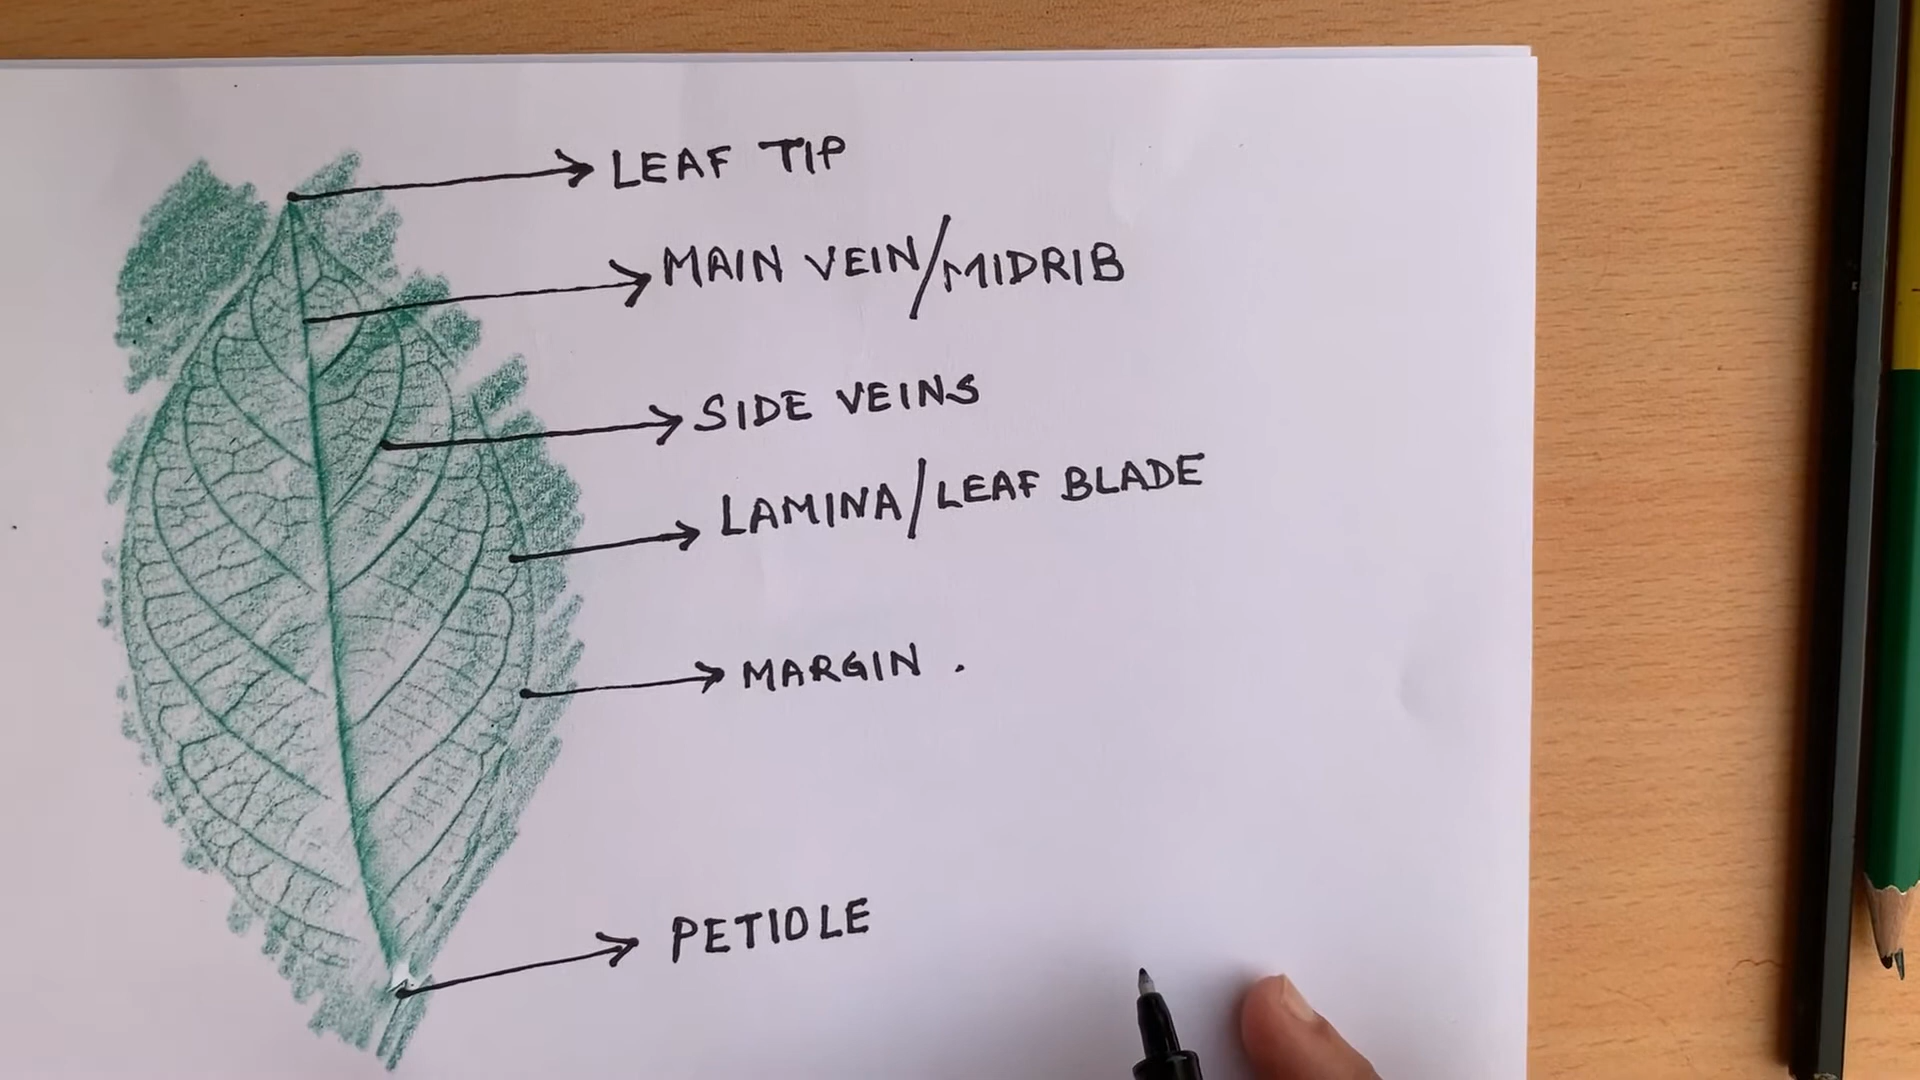 LEAF TIP
MAIN VEIN/MIDRIB
SIDE VEINS
LAMINA/LEAF BLADE
MARGIN .
PETIOLE